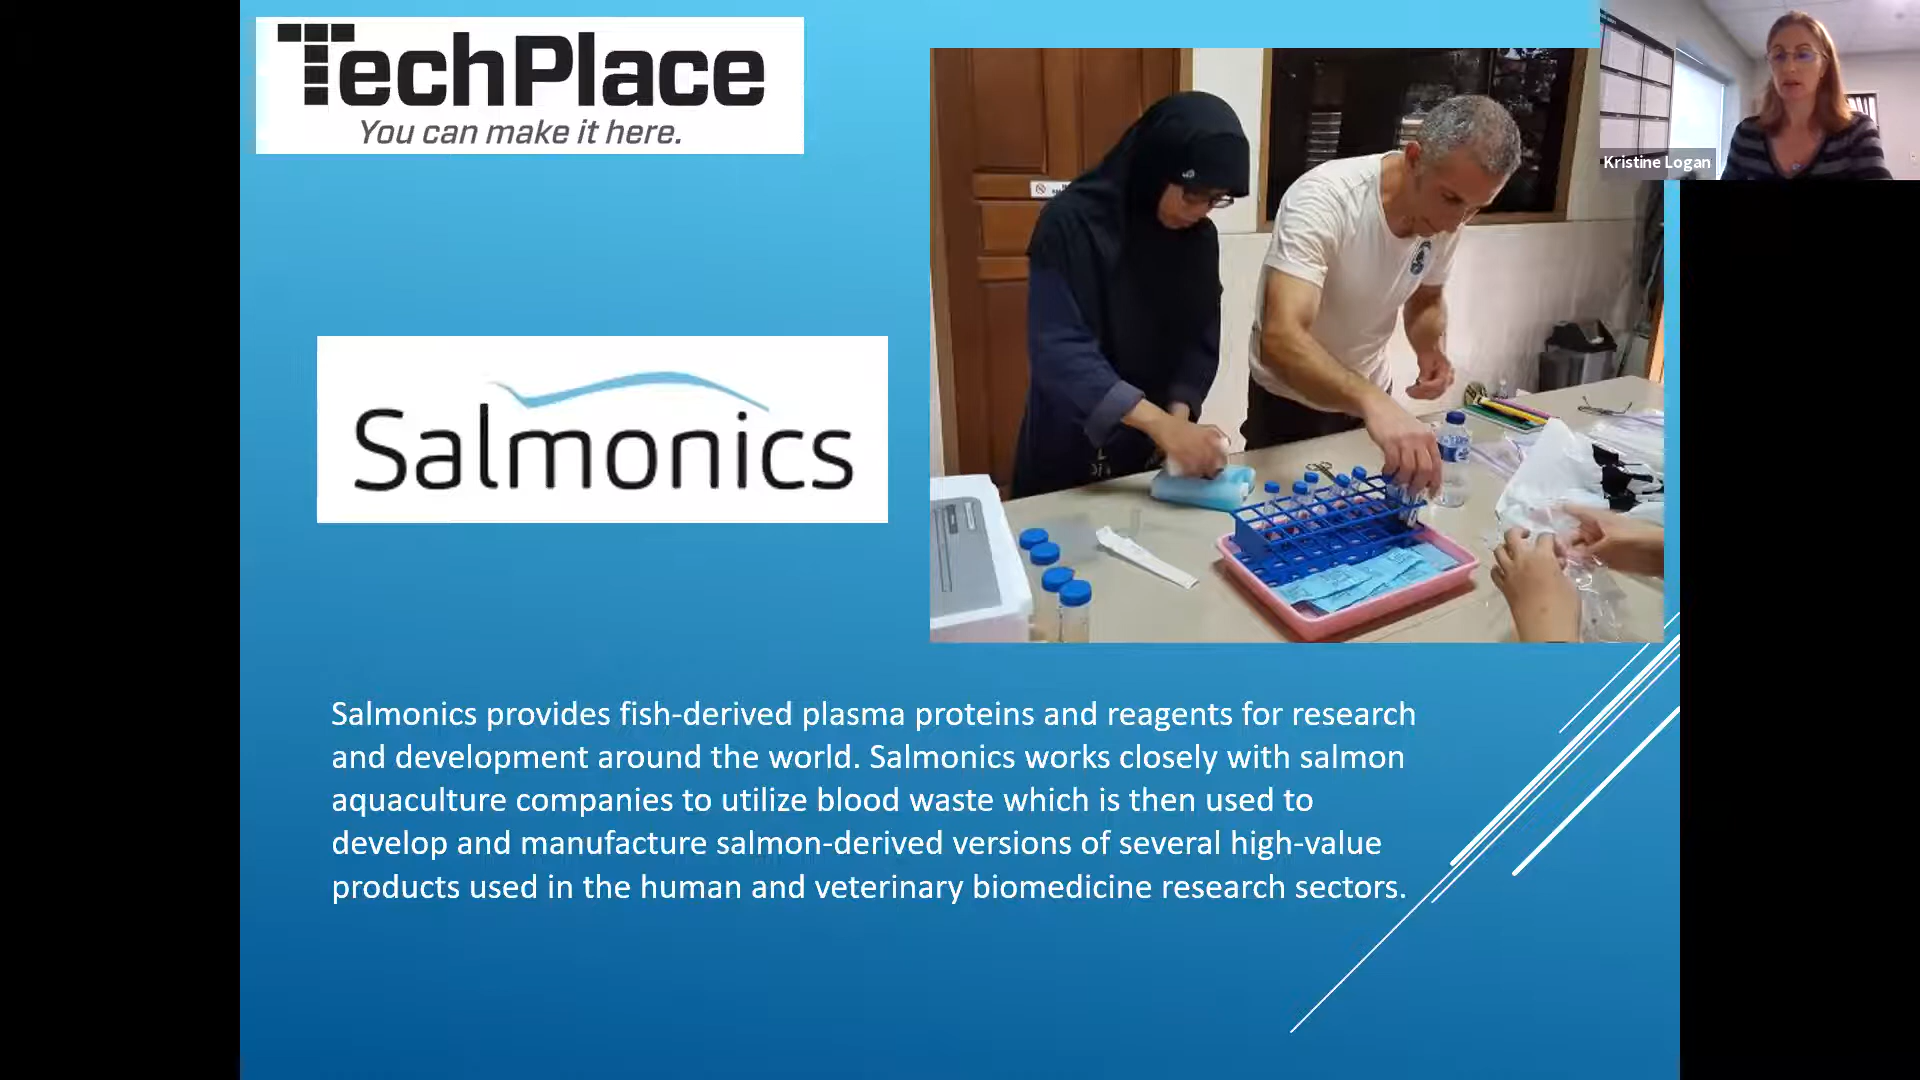 TechPlace
You can make it here.
Kristine Logan
Salmonics
Salmonics provides fish-derived plasma proteins and reagents for research
and development around the world. Salmonics works closely with salmon
aquaculture companies to utilize blood waste which is then used to
develop and manufacture salmon-derived versions of several high-value
products used in the human and veterinary biomedicine research sectors.